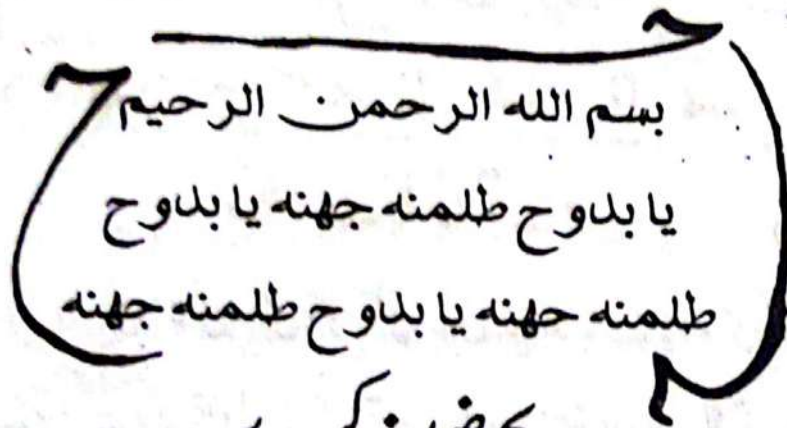 بسم الله الرحمن الرحيم
يا بدوح طلمنه جهنه يا بدوح
طلمنه حهنه يا بدوح طلمنه جهنه